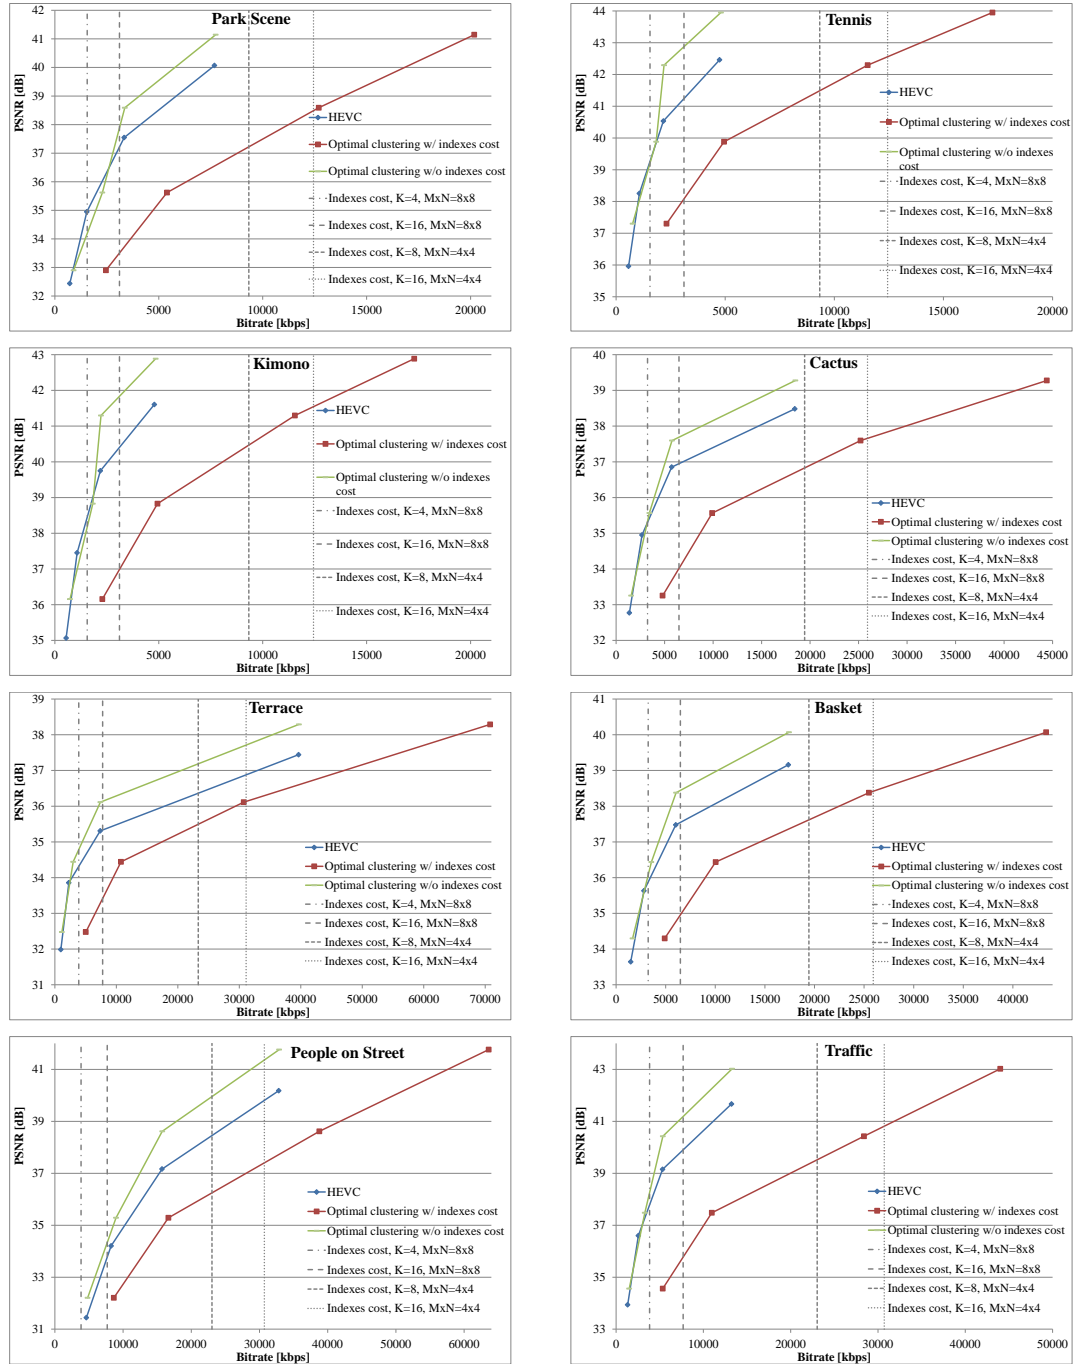 Park Scene
PSNR [dB]
42
41
40
39
38
37
36
35
34
33
32
0 5000 10000 15000 20000
Bitrate [kbps]
HEVC
Optimal clustering w/ indexes cost
Optimal clustering w/o indexes cost
Indexes cost, K=4, MxN=8x8
Indexes cost, K=16, MxN=8x8
Indexes cost, K=8, MxN=4x4
Indexes cost, K=16, MxN=4x4
Tennis
PSNR [dB]
44
43
42
41
40
39
38
37
36
35
0 5000 10000 15000 20000
Bitrate [kbps]
HEVC
Optimal clustering w/ indexes cost
Optimal clustering w/o indexes
cost
Indexes cost, K=4, MxN=8x8
Indexes cost, K=16, MxN=8x8
Indexes cost, K=8, MxN=4x4
Indexes cost, K=16, MxN=4x4
Kimono
PSNR [dB]
43
42
41
40
39
38
37
36
35
0 5000 10000 15000 20000
Bitrate [kbps]
HEVC
Optimal clustering w/ indexes cost
Optimal clustering w/o indexes
cost
Indexes cost, K=4, MxN=8x8
Indexes cost, K=16, MxN=8x8
Indexes cost, K=8, MxN=4x4
Indexes cost, K=16, MxN=4x4
Cactus
PSNR [dB]
40
39
38
37
36
35
34
33
32
0 5000 10000 15000 20000 25000 30000 35000 40000 45000
Bitrate [kbps]
HEVC
Optimal clustering w/ indexes cost
Optimal clustering w/o indexes cost
Indexes cost, K=4, MxN=8x8
Indexes cost, K=16, MxN=8x8
Indexes cost, K=8, MxN=4x4
Indexes cost, K=16, MxN=4x4
Terrace
PSNR [dB]
39
38
37
36
35
34
33
32
31
0 10000 20000 30000 40000 50000 60000 70000
Bitrate [kbps]
HEVC
Optimal clustering w/ indexes cost
Optimal clustering w/o indexes cost
Indexes cost, K=4, MxN=8x8
Indexes cost, K=16, MxN=8x8
Indexes cost, K=8, MxN=4x4
Indexes cost, K=16, MxN=4x4
Basket
PSNR [dB]
41
40
39
38
37
36
35
34
33
0 5000 10000 15000 20000 25000 30000 35000 40000
Bitrate [kbps]
HEVC
Optimal clustering w/ indexes cost
Optimal clustering w/o indexes cost
Indexes cost, K=4, MxN=8x8
Indexes cost, K=16, MxN=8x8
Indexes cost, K=8, MxN=4x4
Indexes cost, K=16, MxN=4x4
People on Street
PSNR [dB]
41
39
37
35
33
31
0 10000 20000 30000 40000 50000 60000
Bitrate [kbps]
HEVC
Optimal clustering w/ indexes cost
Optimal clustering w/o indexes cost
Indexes cost, K=4, MxN=8x8
Indexes cost, K=16, MxN=8x8
Indexes cost, K=8, MxN=4x4
Indexes cost, K=16, MxN=4x4
Traffic
PSNR [dB]
43
41
39
37
35
33
0 10000 20000 30000 40000 50000
Bitrate [kbps]
HEVC
Optimal clustering w/ indexes cost
Optimal clustering w/o indexes cost
Indexes cost, K=4, MxN=8x8
Indexes cost, K=16, MxN=8x8
Indexes cost, K=8, MxN=4x4
Indexes cost, K=16, MxN=4x4